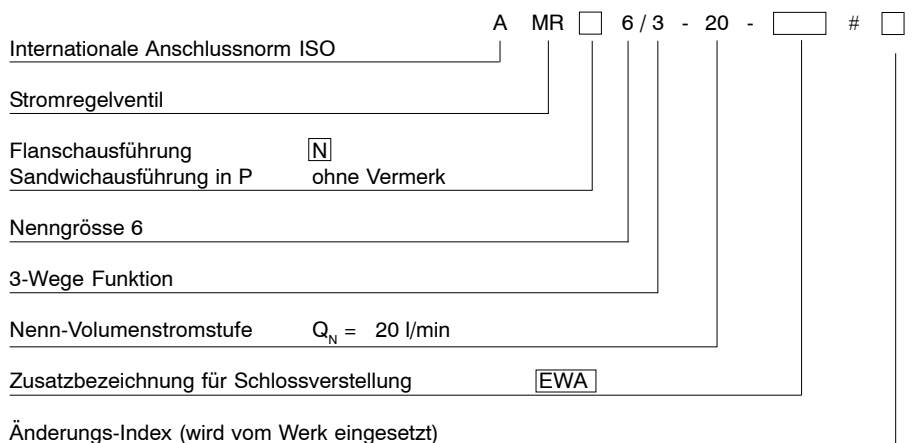 A MR □ 6 / 3 - 20 - □ # □
Internationale Anschlussnorm ISO
Stromregelventil
Flanschausführung N
Sandwichausführung in P ohne Vermerk
Nenngrösse 6
3-Wege Funktion
Nenn-Volumenstromstufe Q_N = 20 l/min
Zusatzbezeichnung für Schlossverstellung EWA
Änderungs-Index (wird vom Werk eingesetzt)